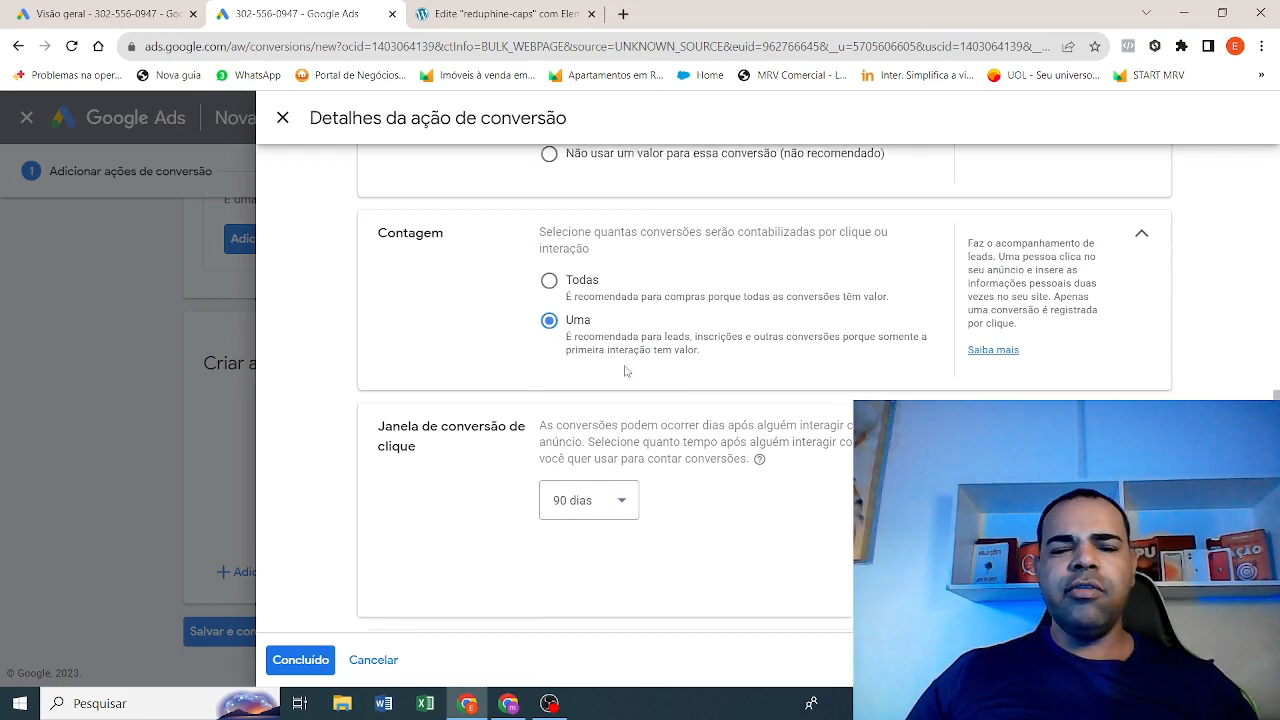 Visão geral - 302-556-0947 - Go
302-556-0947 - Google Ads
Edite "reduphine-caps" com Elen
ads.google.com/aw/conversions/new?ocid=1403064139&ctInfo=BULK_WEBPAGE&source=UNKNOWN_SOURCE&euid=962766645&__u=5705606605&uscid=1403064139&__...
E
Problemas na oper...
Nova guia
WhatsApp
Portal de Negócios...
Imóveis à venda em...
Apartamentos em R...
Home
MRV Comercial - L...
Inter. Simplifica a vi...
UOL - Seu universo...
START MRV
»
Google Ads
Nova
Detalhes da ação de conversão
1
Adicionar ações de conversão
É uma
Adic
Não usar um valor para essa conversão (não recomendado)
Contagem
Selecione quantas conversões serão contabilizadas por clique ou
interação
Todas
É recomendada para compras porque todas as conversões têm valor.
Uma
É recomendada para leads, inscrições e outras conversões porque somente a
primeira interação tem valor.
Faz o acompanhamento de
leads. Uma pessoa clica no
seu anúncio e insere as
informações pessoais duas
vezes no seu site. Apenas
uma conversão é registrada
por clique.
Saiba mais
Criar a
Janela de conversão de
clique
As conversões podem ocorrer dias após alguém interagir c
anúncio. Selecione quanto tempo após alguém interagir co
você quer usar para contar conversões.
90 dias
+ Adic
Salvar e con
Concluído
Cancelar
© Google, 2023.
Pesquisar